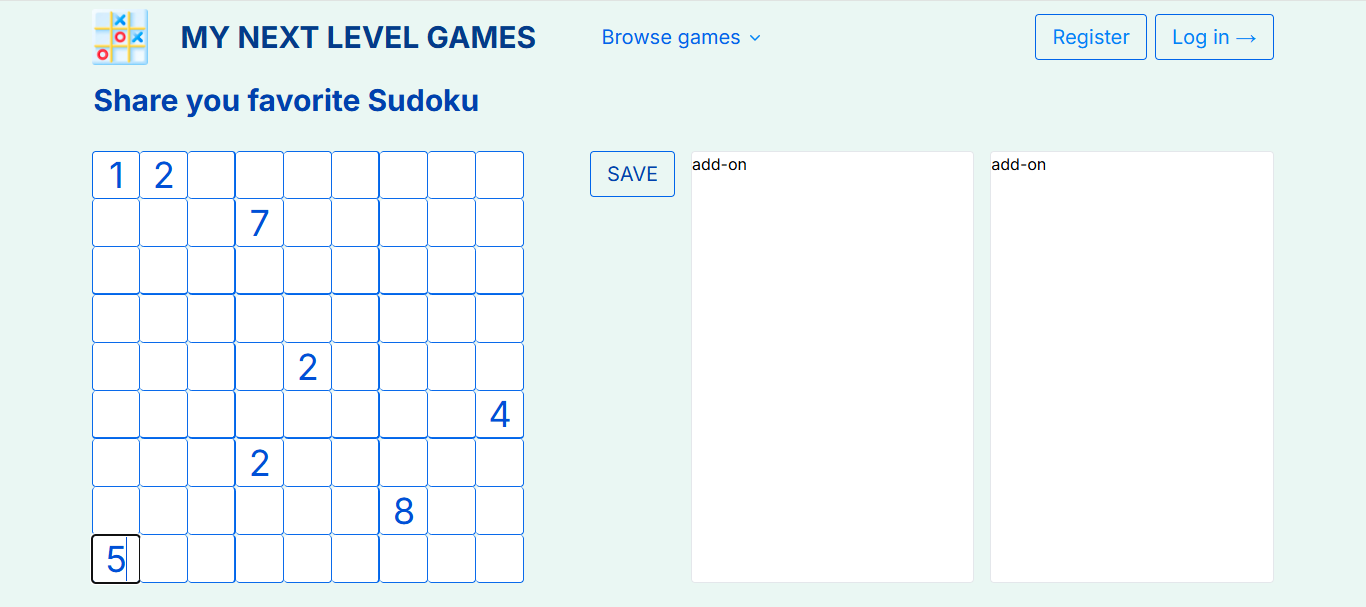 MY NEXT LEVEL GAMES
Browse games
Register
Log in →
Share you favorite Sudoku
1 2
7
2
4
2
8
5
SAVE
add-on
add-on